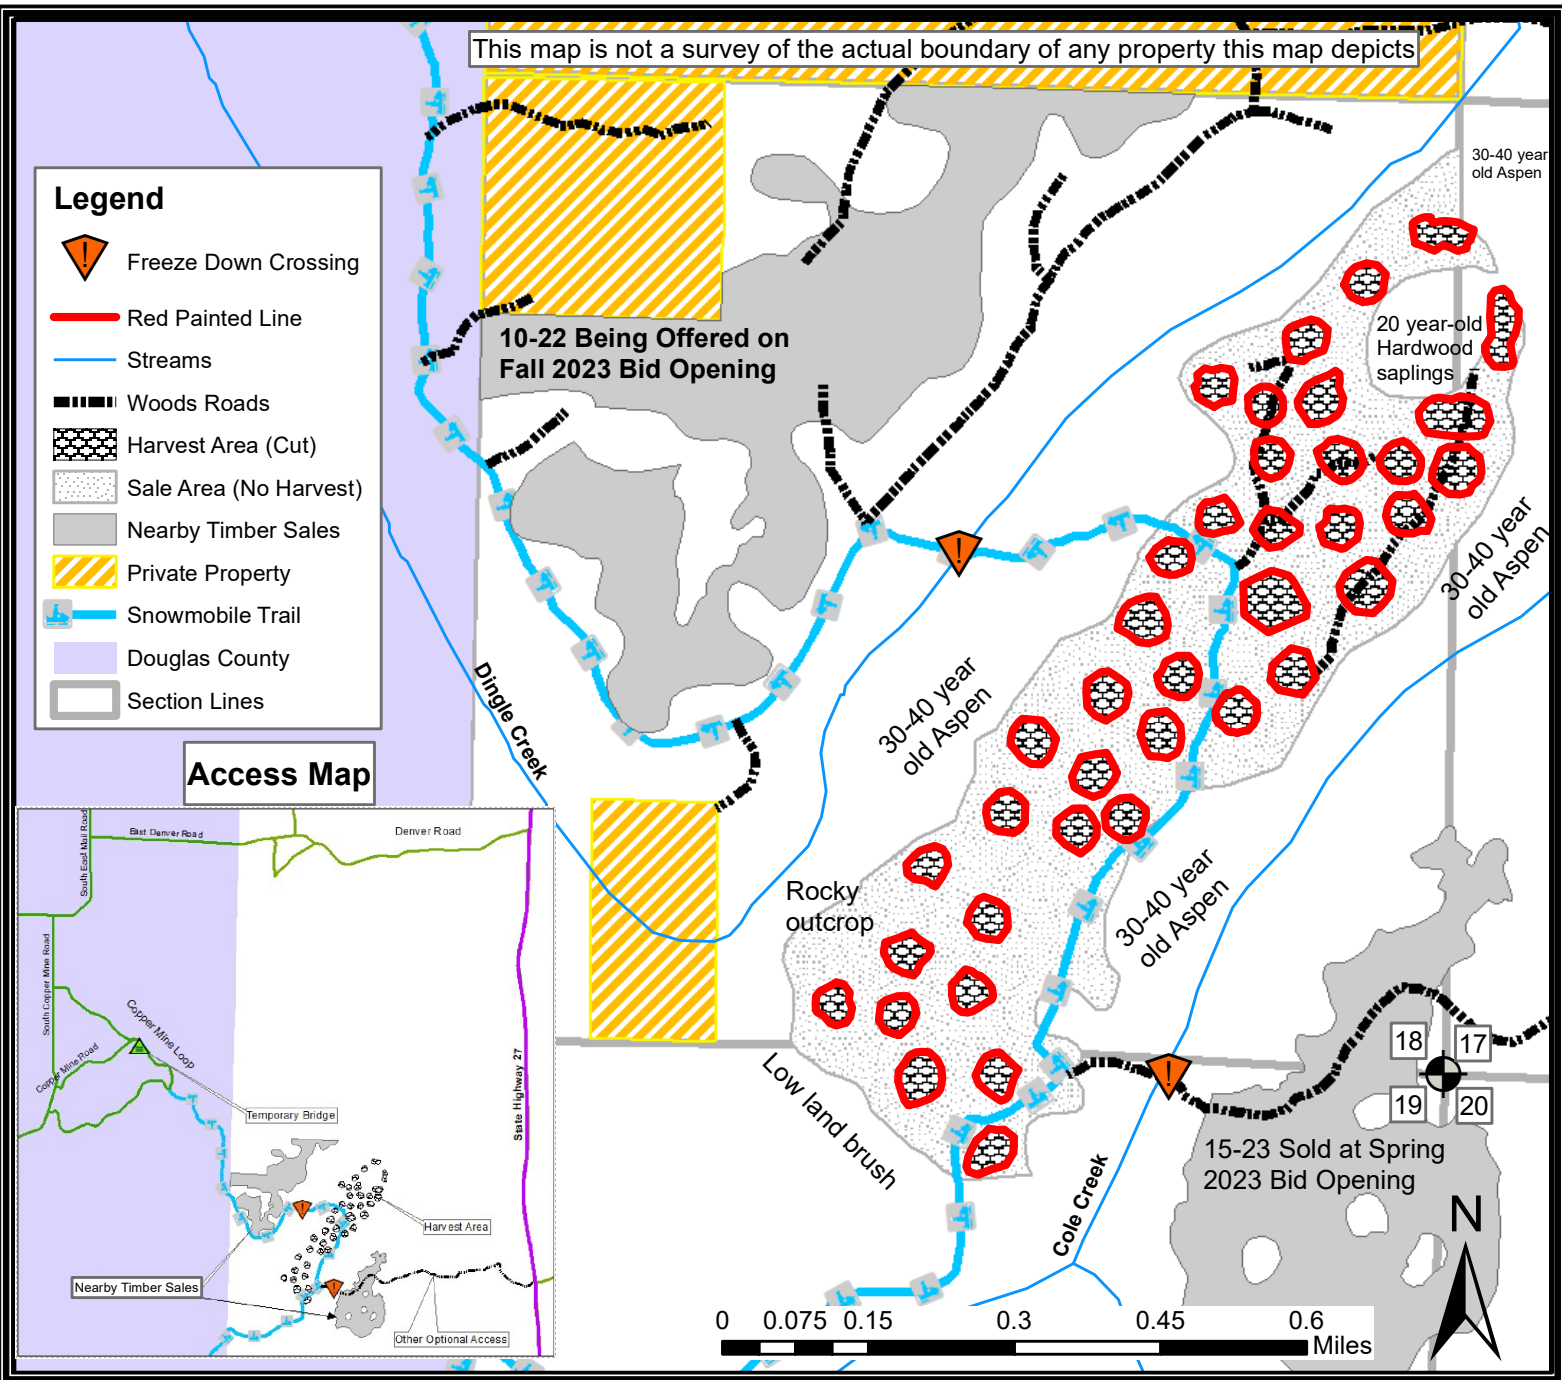 This map is not a survey of the actual boundary of any property this map depicts
30-40 year
old Aspen
Legend
Freeze Down Crossing
Red Painted Line
Streams
Woods Roads
Harvest Area (Cut)
Sale Area (No Harvest)
Nearby Timber Sales
Private Property
Snowmobile Trail
Douglas County
Section Lines
10-22 Being Offered on
Fall 2023 Bid Opening
20 year-old
Hardwood
saplings
30-40 year
old Aspen
30-40 year
old Aspen
30-40 year
old Aspen
Dingle Creek
Rocky
outcrop
Low land brush
Cole Creek
18
17
19
20
15-23 Sold at Spring
2023 Bid Opening
N
0
0.075
0.15
0.3
0.45
0.6
Miles
Access Map
East Denver Road
Denver Road
South East Mail Road
South Copper Mine Road
Copper Mine Loop
Copper Mine Road
Temporary Bridge
State Highway 27
Harvest Area
Nearby Timber Sales
Other Optional Access